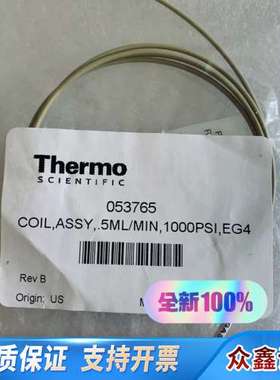 Thermo
SCIENTIFIC
053765
COIL,ASSY,.5ML/MIN,1000PSI,EG4
Rev B
Origin: US
M
全新100%
质保证 支持开票
众鑫